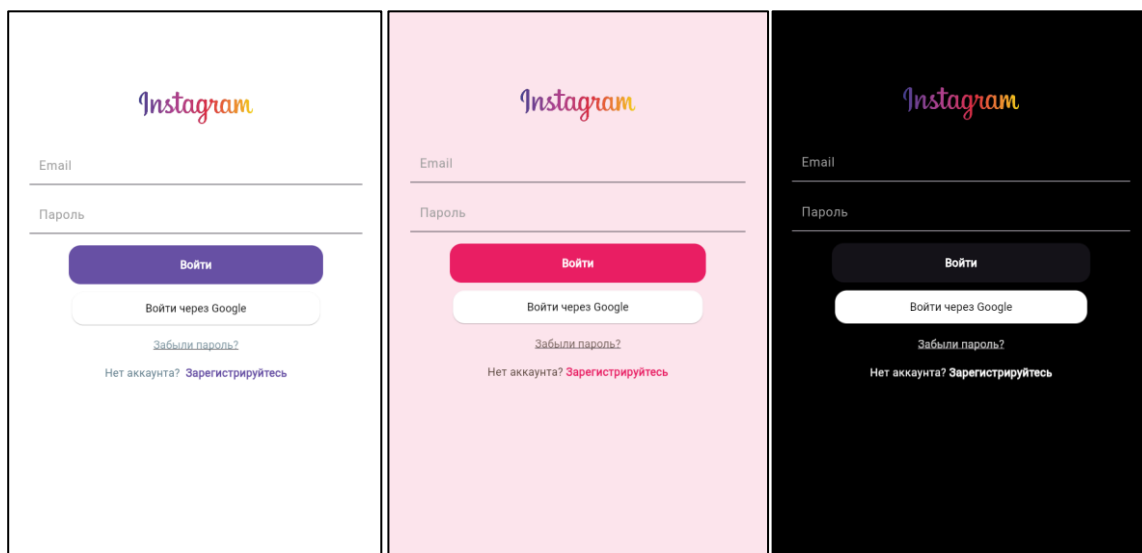 Instagram
Email
Пароль
Войти
Войти через Google
Забыли пароль?
Нет аккаунта? Зарегистрируйтесь
Instagram
Email
Пароль
Войти
Войти через Google
Забыли пароль?
Нет аккаунта? Зарегистрируйтесь
Instagram
Email
Пароль
Войти
Войти через Google
Забыли пароль?
Нет аккаунта? Зарегистрируйтесь